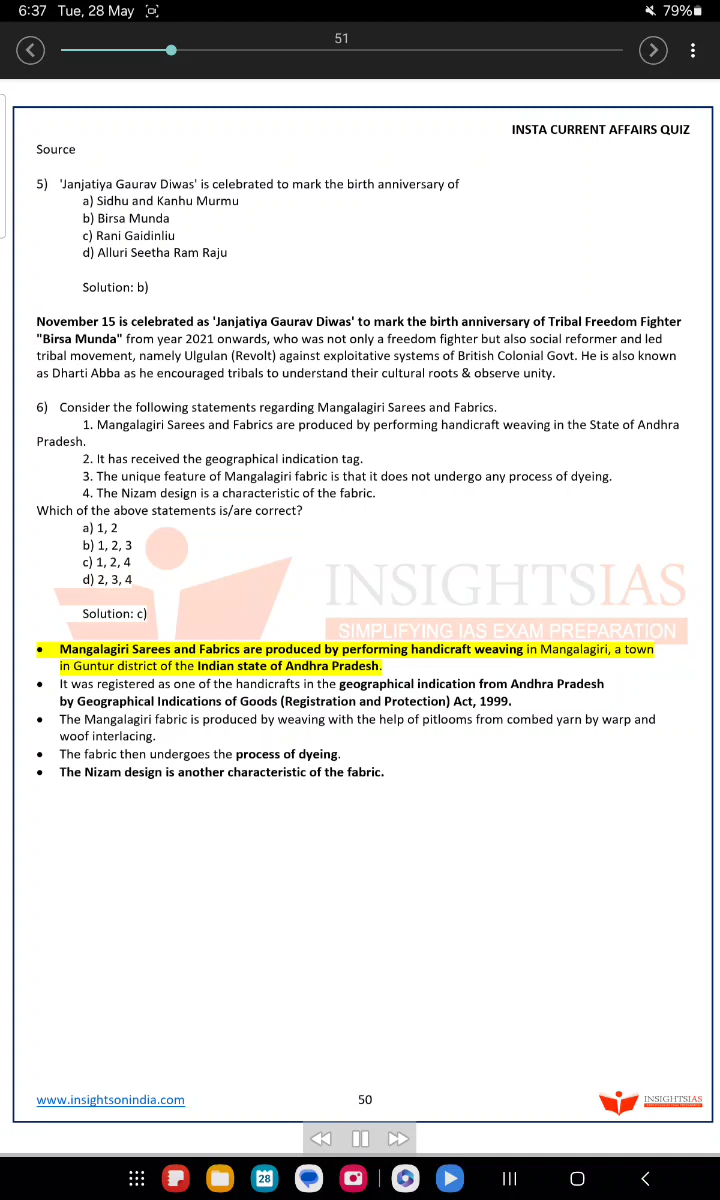 6:37 Tue, 28 May
79%
51
INSTA CURRENT AFFAIRS QUIZ
Source
5) 'Janjatiya Gaurav Diwas' is celebrated to mark the birth anniversary of
a) Sidhu and Kanhu Murmu
b) Birsa Munda
c) Rani Gaidinliu
d) Alluri Seetha Ram Raju
Solution: b)
November 15 is celebrated as 'Janjatiya Gaurav Diwas' to mark the birth anniversary of Tribal Freedom Fighter
"Birsa Munda" from year 2021 onwards, who was not only a freedom fighter but also social reformer and led
tribal movement, namely Ulgulan (Revolt) against exploitative systems of British Colonial Govt. He is also known
as Dharti Abba as he encouraged tribals to understand their cultural roots & observe unity.
6) Consider the following statements regarding Mangalagiri Sarees and Fabrics.
1. Mangalagiri Sarees and Fabrics are produced by performing handicraft weaving in the State of Andhra
Pradesh.
2. It has received the geographical indication tag.
3. The unique feature of Mangalagiri fabric is that it does not undergo any process of dyeing.
4. The Nizam design is a characteristic of the fabric.
Which of the above statements is/are correct?
a) 1, 2
b) 1, 2, 3
c) 1, 2, 4
d) 2, 3, 4
Solution: c)
INSIGHTSIAS
SIMPLIFYING IAS EXAM PREPARATION
• Mangalagiri Sarees and Fabrics are produced by performing handicraft weaving in Mangalagiri, a town
in Guntur district of the Indian state of Andhra Pradesh.
• It was registered as one of the handicrafts in the geographical indication from Andhra Pradesh
by Geographical Indications of Goods (Registration and Protection) Act, 1999.
• The Mangalagiri fabric is produced by weaving with the help of pitlooms from combed yarn by warp and
woof interlacing.
• The fabric then undergoes the process of dyeing.
• The Nizam design is another characteristic of the fabric.
www.insightsonindia.com
50
INSIGHTSIAS
28